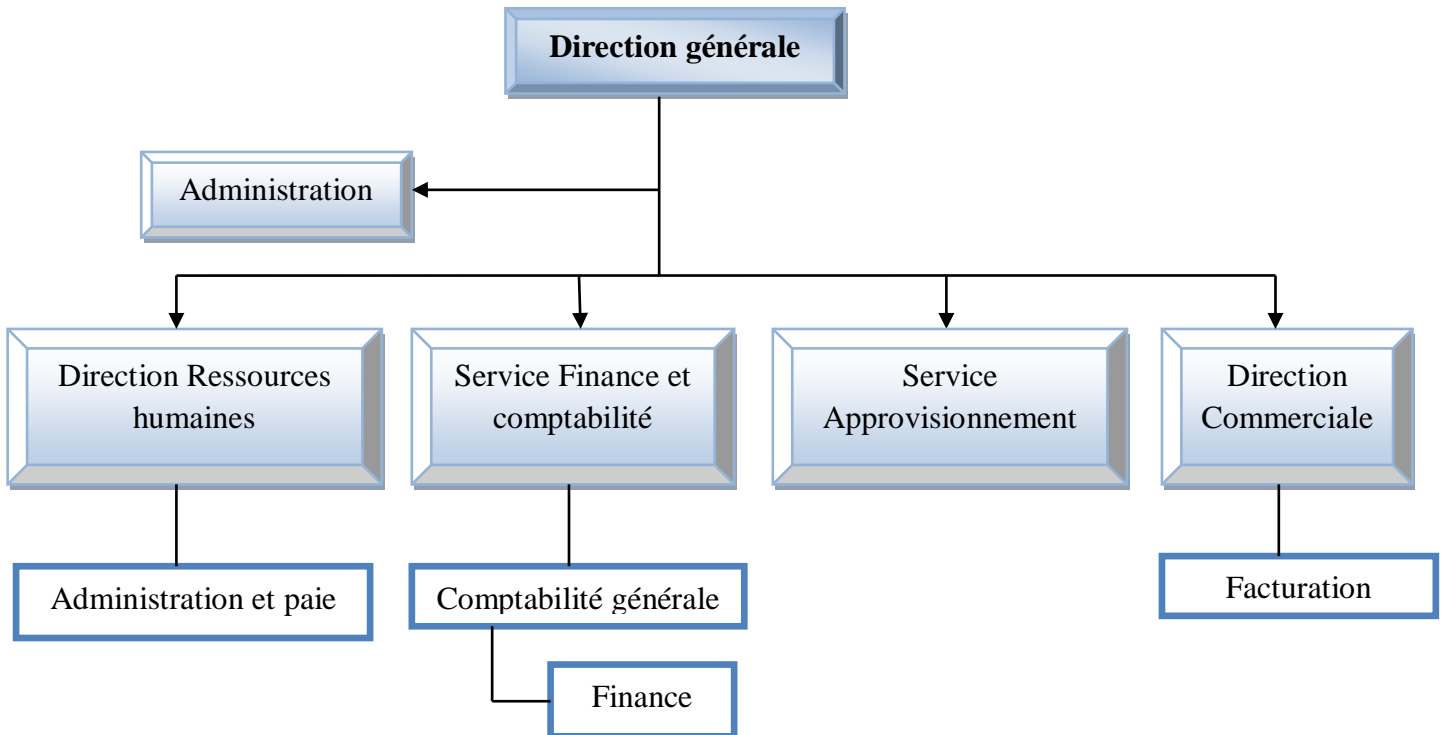 Direction générale
Administration
Direction Ressources
humaines
Service Finance et
comptabilité
Service
Approvisionnement
Direction
Commerciale
Administration et paie
Comptabilité générale
Facturation
Finance